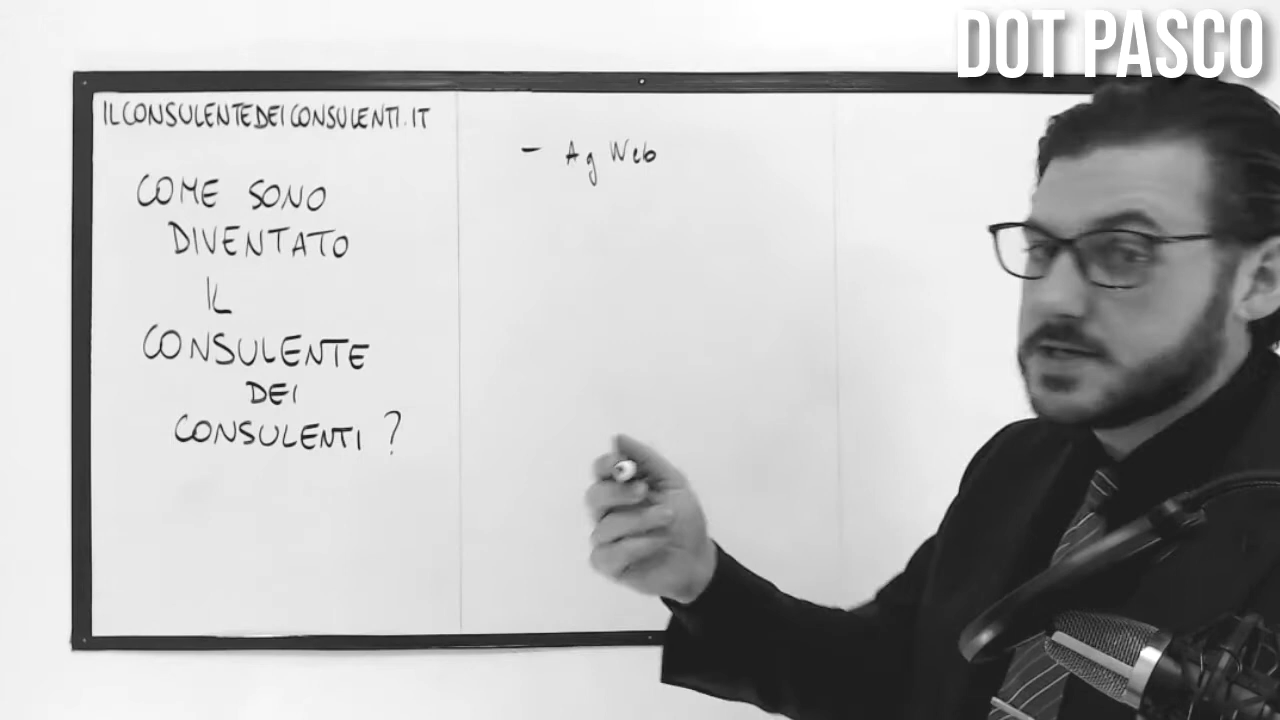 DOT PASCO
ILCONSULENTEDEICONSULENTI.IT
COME SONO
DIVENTATO
IL
CONSULENTE
DEI
CONSULENTI ?
- Ag Web